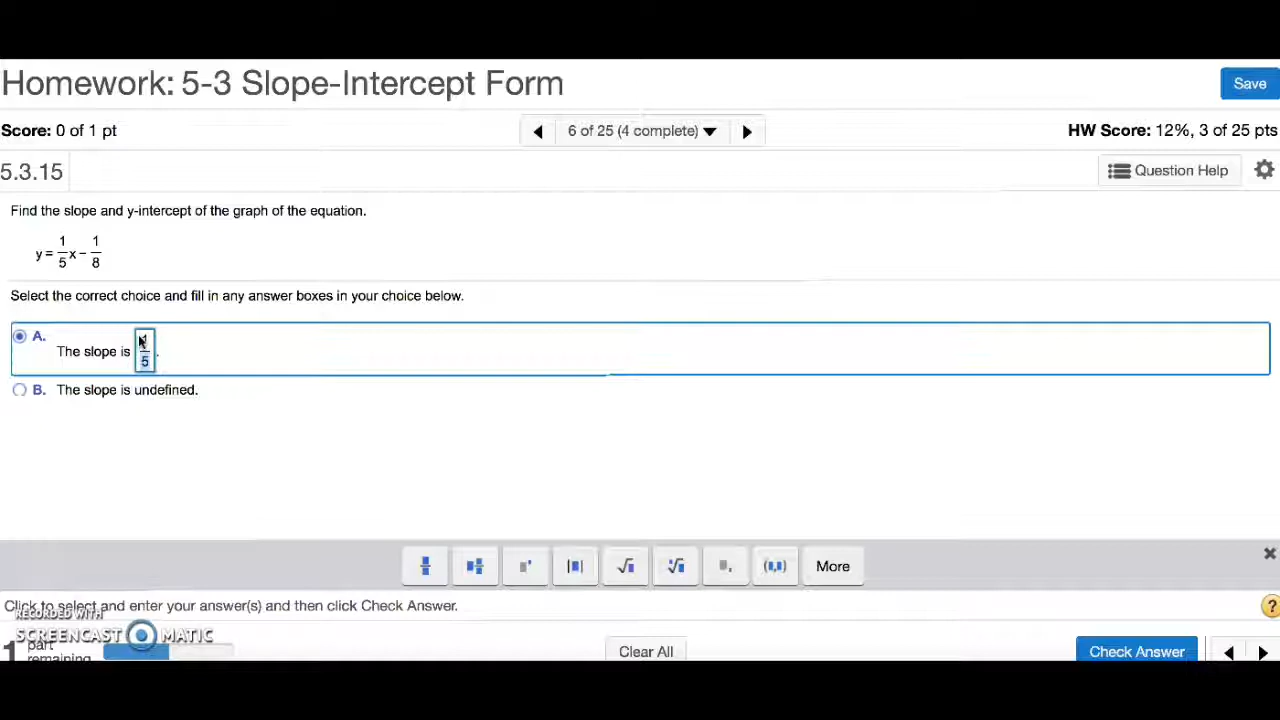 Homework: 5-3 Slope-Intercept Form
Save
Score: 0 of 1 pt
6 of 25 (4 complete)
HW Score: 12%, 3 of 25 pts
5.3.15
Question Help
Find the slope and y-intercept of the graph of the equation.
y = 1/5 x − 1/8
Select the correct choice and fill in any answer boxes in your choice below.
A.
The slope is 1/5.
B. The slope is undefined.
More
Click to select and enter your answer(s) and then click Check Answer.
?
RECORDED WITH
SCREENCAST MATIC
1 part remaining
Clear All
Check Answer